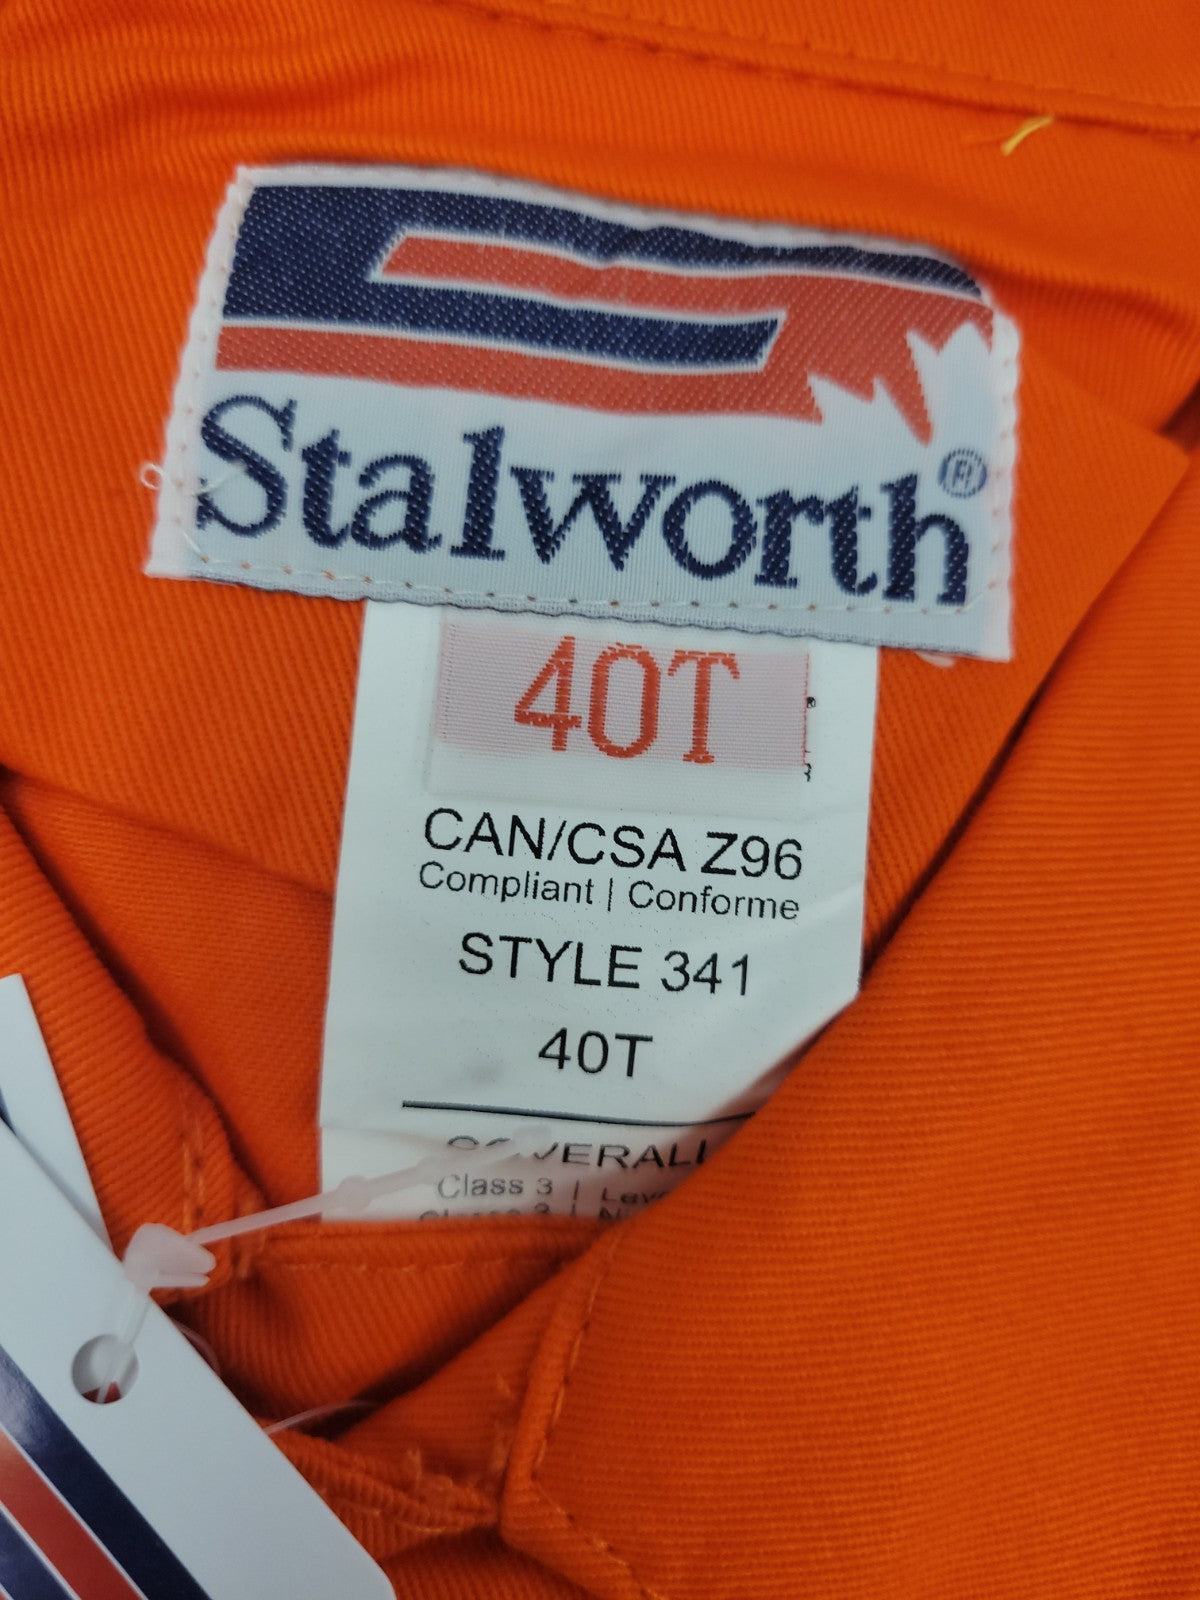 Stalworth®
40T
CAN/CSA Z96
Compliant | Conforme
STYLE 341
40T
Class 3 |